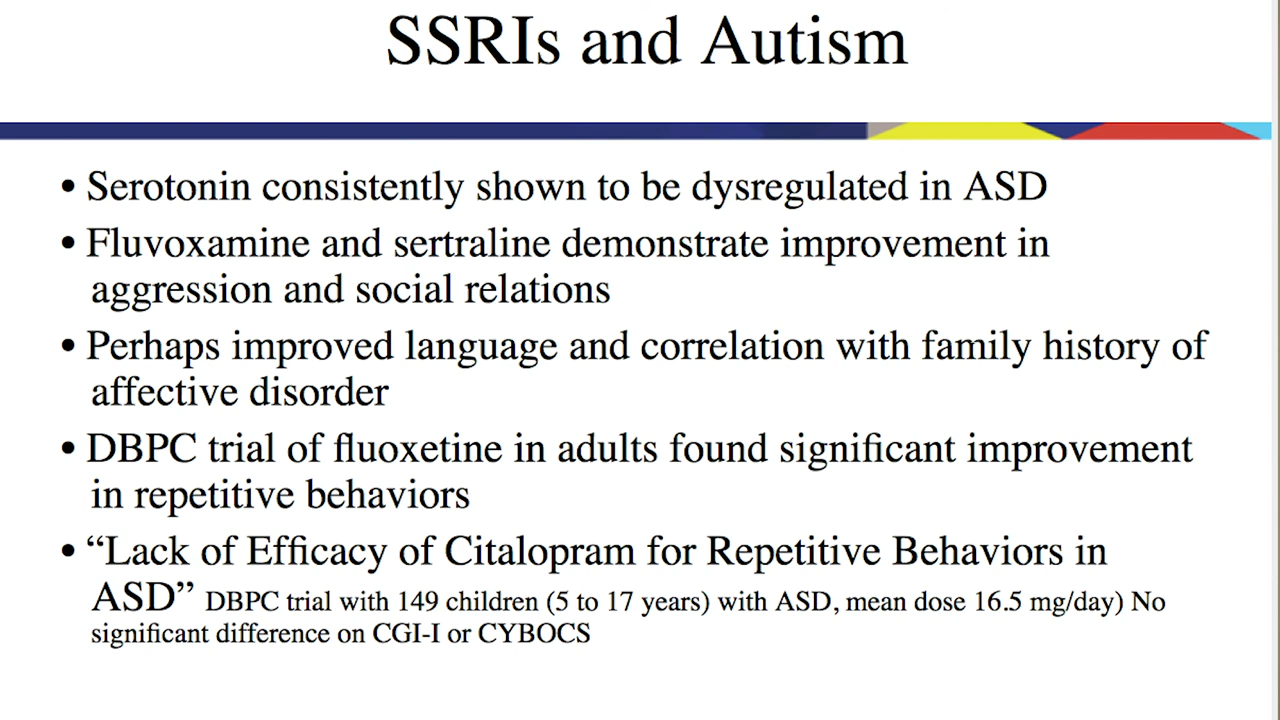 SSRIs and Autism
• Serotonin consistently shown to be dysregulated in ASD
• Fluvoxamine and sertraline demonstrate improvement in
aggression and social relations
• Perhaps improved language and correlation with family history of
affective disorder
• DBPC trial of fluoxetine in adults found significant improvement
in repetitive behaviors
• “Lack of Efficacy of Citalopram for Repetitive Behaviors in
ASD” DBPC trial with 149 children (5 to 17 years) with ASD, mean dose 16.5 mg/day) No
significant difference on CGI-I or CYBOCS